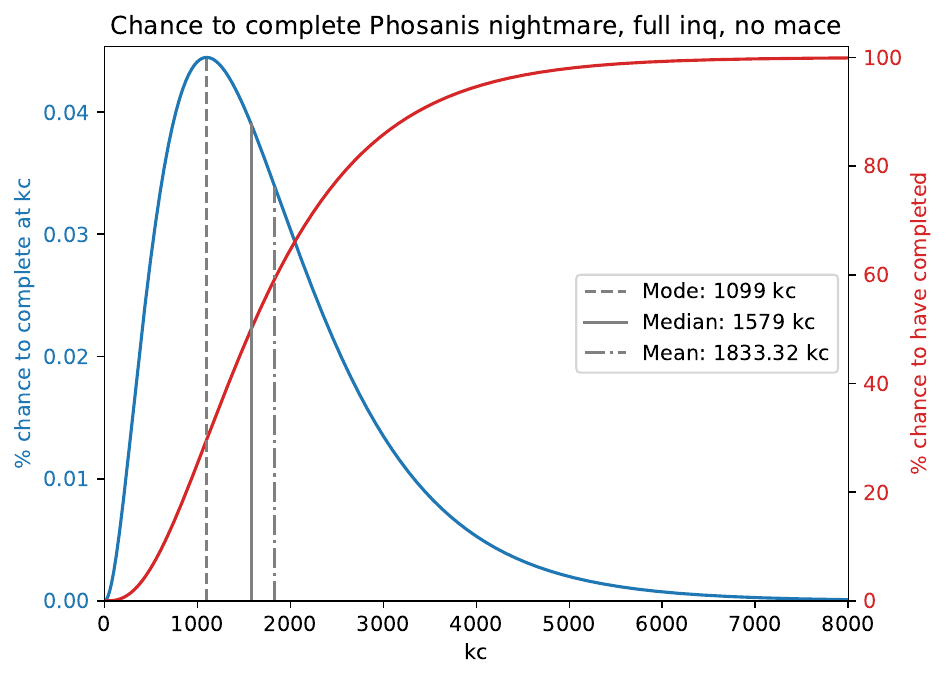 Chance to complete Phosanis nightmare, full inq, no mace
% chance to complete at kc
0.04
0.03
0.02
0.01
0.00
100
80
60
40
20
0
% chance to have completed
Mode: 1099 kc
Median: 1579 kc
Mean: 1833.32 kc
0 1000 2000 3000 4000 5000 6000 7000 8000
kc